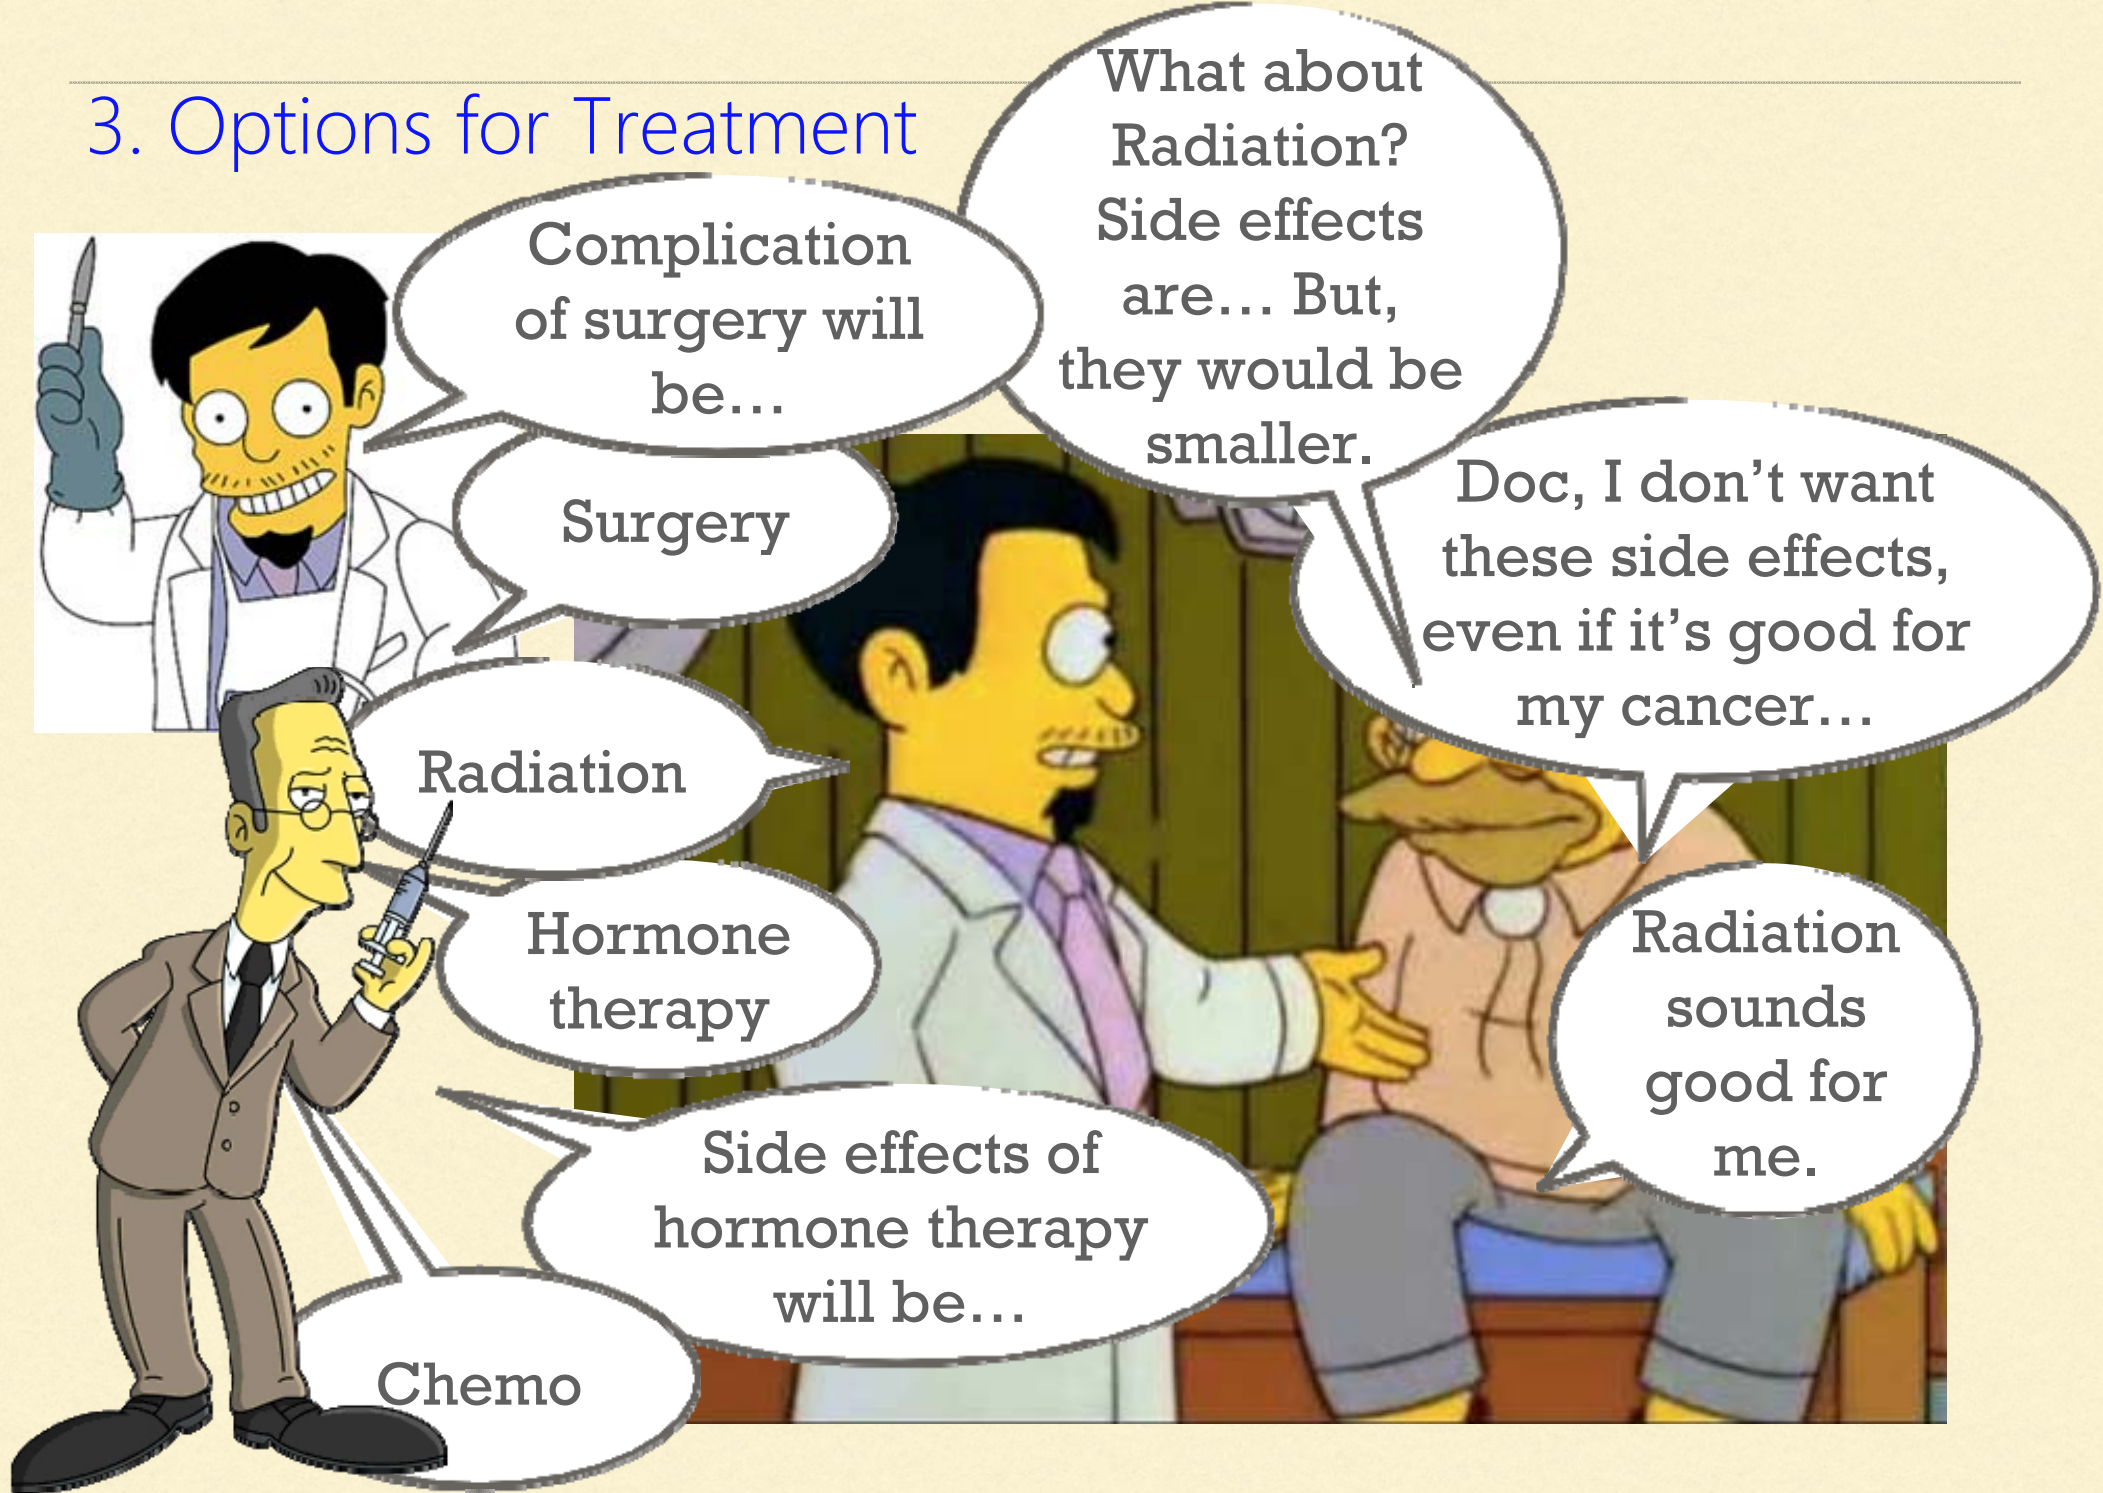 3. Options for Treatment
What about
Radiation?
Side effects
are... But,
they would be
smaller.
Complication
of surgery will
be...
Surgery
Doc, I don't want
these side effects,
even if it's good for
my cancer...
Radiation
Hormone
therapy
Radiation
sounds
good for
me.
Side effects of
hormone therapy
will be...
Chemo